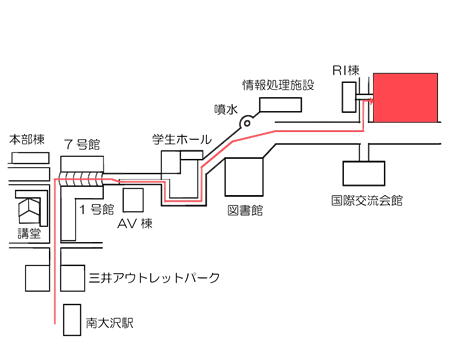 RI棟
情報処理施設
噴水
本部棟
7号館
学生ホール
国際交流会館
1号館
AV棟
図書館
講堂
三井アウトレットパーク
南大沢駅